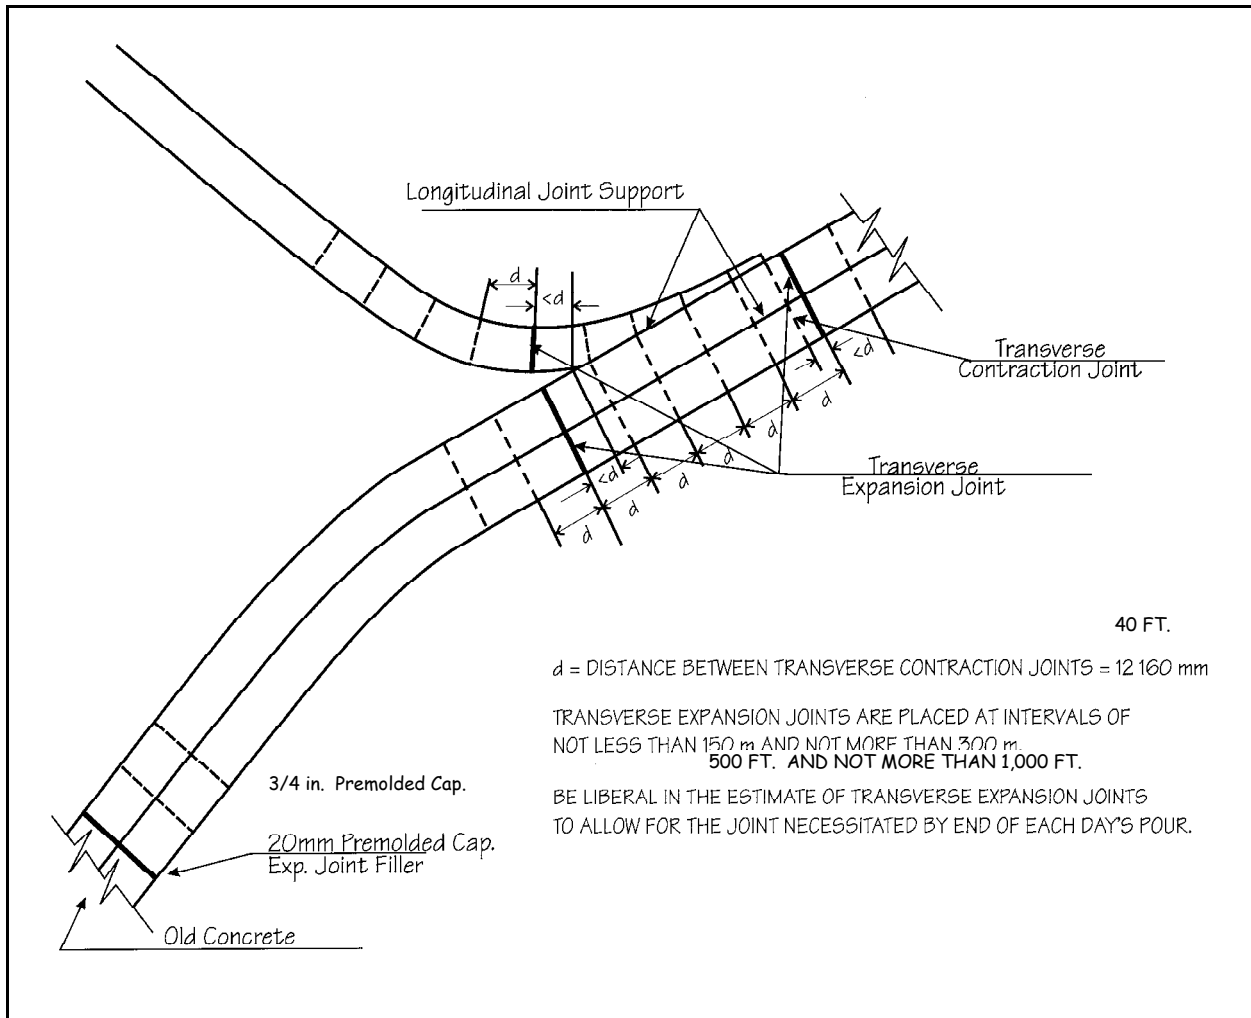 Longitudinal Joint Support
d
<d
<d
Transverse
Contraction Joint
d
d
d
d
<d
d
d
Transverse
Expansion Joint
40 FT.
d = DISTANCE BETWEEN TRANSVERSE CONTRACTION JOINTS = 12 160 mm
TRANSVERSE EXPANSION JOINTS ARE PLACED AT INTERVALS OF
NOT LESS THAN 150 m AND NOT MORE THAN 300 m.
500 FT. AND NOT MORE THAN 1,000 FT.
BE LIBERAL IN THE ESTIMATE OF TRANSVERSE EXPANSION JOINTS
TO ALLOW FOR THE JOINT NECESSITATED BY END OF EACH DAY'S POUR.
3/4 in. Premolded Cap.
20mm Premolded Cap.
Exp. Joint Filler
Old Concrete